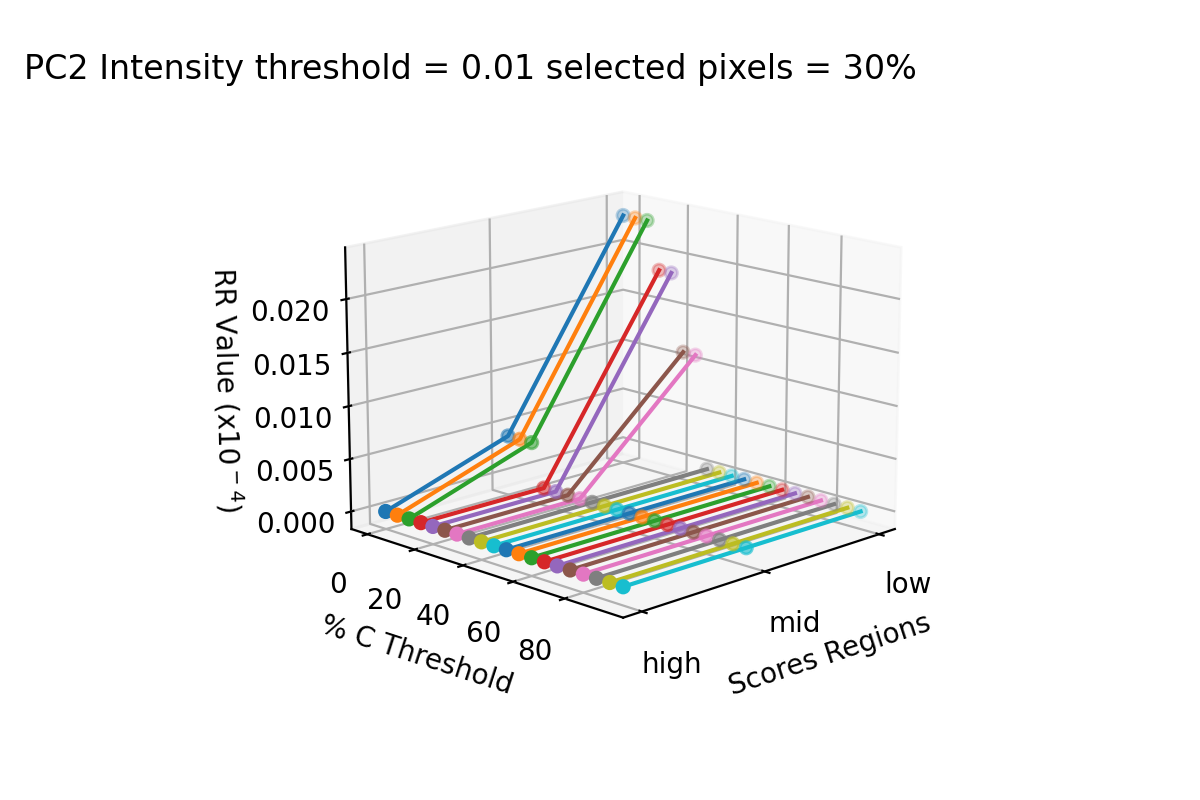 PC2 Intensity threshold = 0.01 selected pixels = 30%
RR Value (x10⁻⁴)
0.020
0.015
0.010
0.005
0.000
0
20
40
60
80
% C Threshold
high
mid
low
Scores Regions